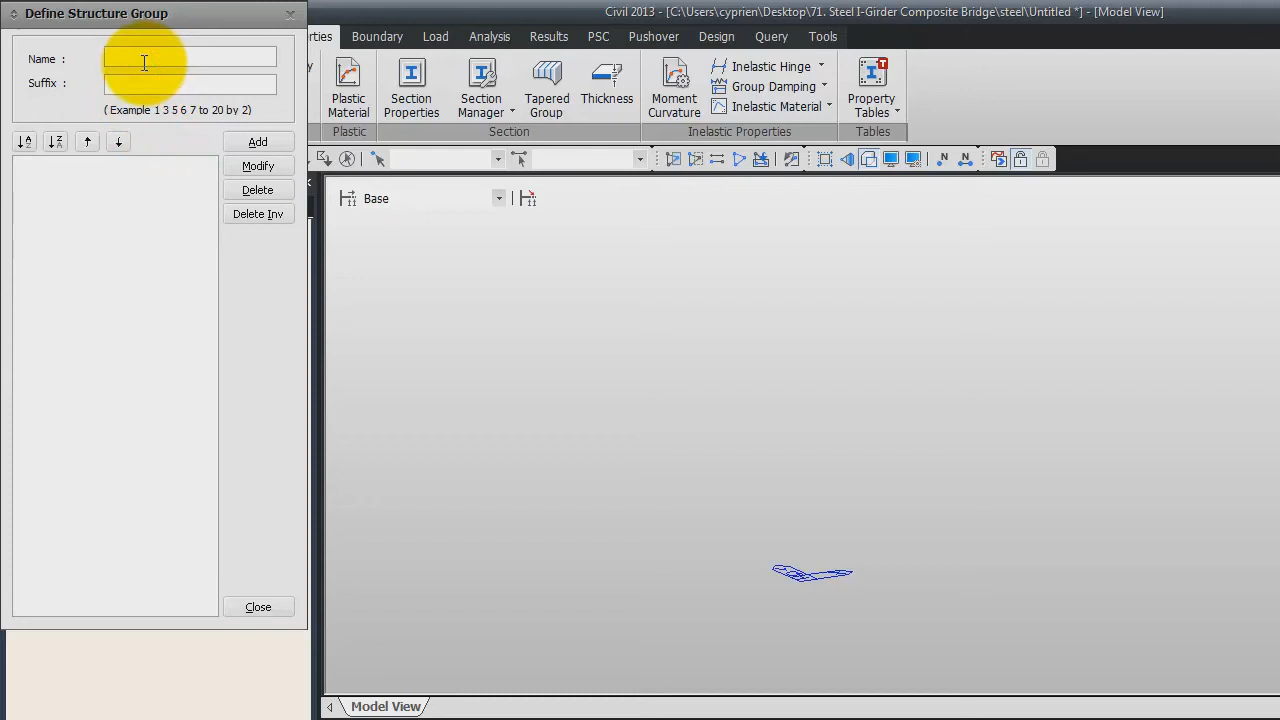 Define Structure Group
Civil 2013 - [C:\Users\cyprien\Desktop\71. Steel I-Girder Composite Bridge\steel\Untitled *] - [Model View]
rties
Boundary
Load
Analysis
Results
PSC
Pushover
Design
Query
Tools
Name :
Suffix :
( Example 1 3 5 6 7 to 20 by 2)
y
Plastic
Material
Section
Properties
Section
Manager
Tapered
Group
Thickness
Moment
Curvature
Inelastic Hinge
Group Damping
Inelastic Material
Property
Tables
Plastic
Section
Inelastic Properties
Tables
Add
Modify
Delete
Delete Inv
Base
Close
Model View